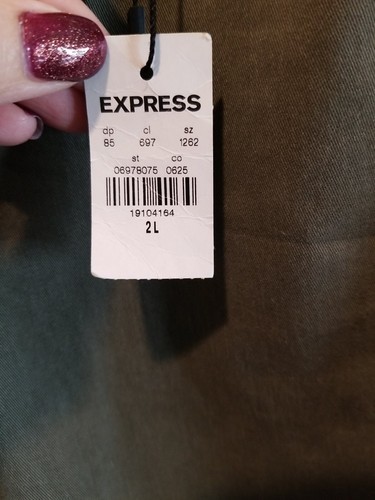 EXPRESS
dp cl sz
85 697 1262
st co
06978075 0625
19104164
2L